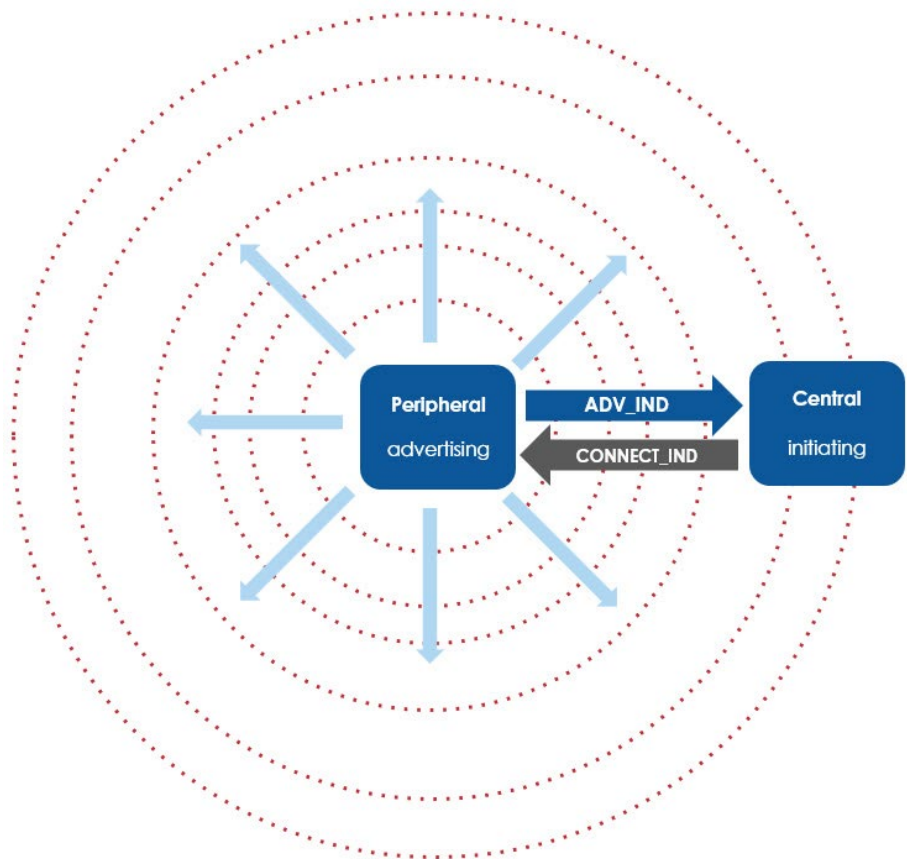 Peripheral
advertising
ADV_IND
CONNECT_IND
Central
initiating